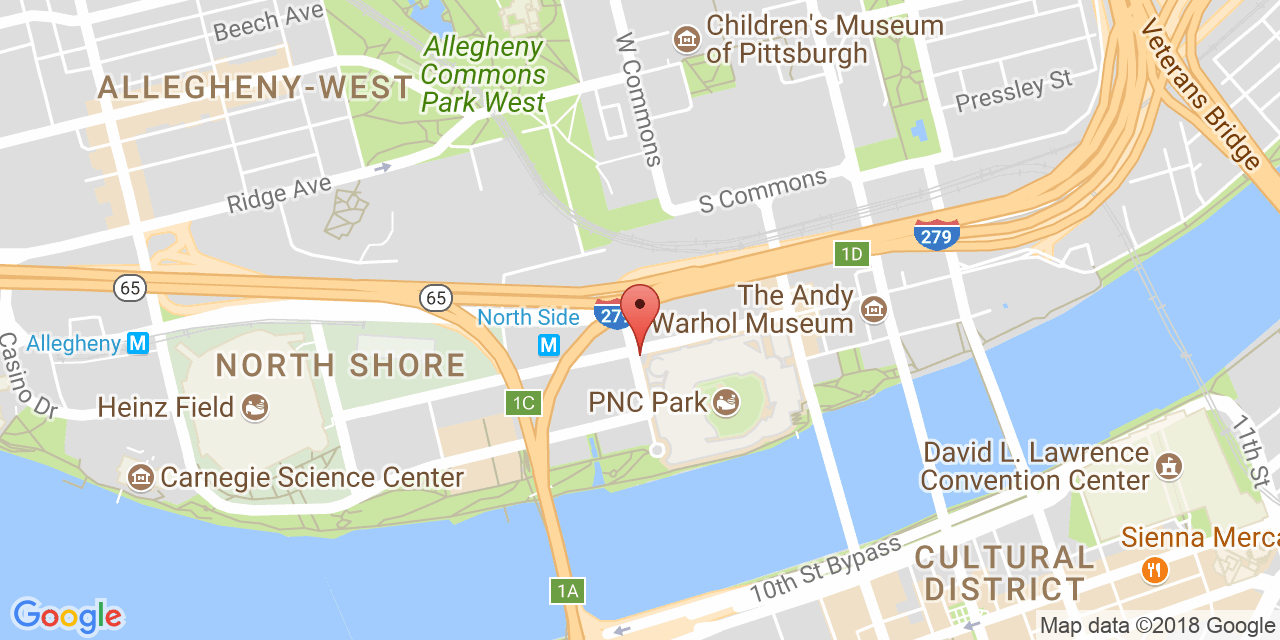 Beech Ave
Children's Museum
of Pittsburgh
Allegheny
Commons
Park West
W Commons
Veterans Bridge
ALLEGHENY-WEST
Pressley St
Ridge Ave
S Commons
279
1D
65
65
The Andy
Warhol Museum
North Side
M
Allegheny M
Casino Dr
NORTH SHORE
Heinz Field
1C
PNC Park
11th St
David L. Lawrence
Convention Center
Carnegie Science Center
Sienna Merca
10th St Bypass
CULTURAL
DISTRICT
1A
Google
Map data ©2018 Google